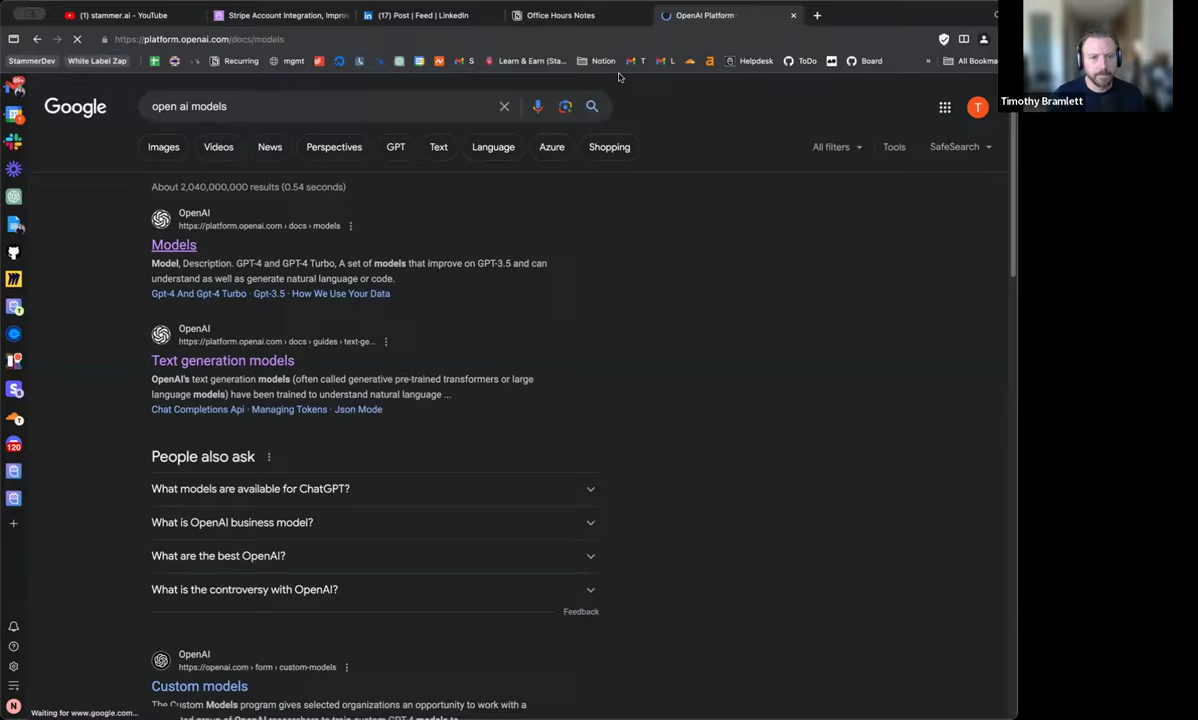 (1) stammer.ai - YouTube
Stripe Account Integration, Improv
(17) Post | Feed | LinkedIn
Office Hours Notes
OpenAI Platform
https://platform.openai.com/docs/models
StammerDev
White Label Zap
Recurring
mgmt
S
Learn & Earn (Sta...
Notion
T
L
Helpdesk
ToDo
Board
All Bookma
Timothy Bramlett
Google
open ai models
T
Images
Videos
News
Perspectives
GPT
Text
Language
Azure
Shopping
All filters
Tools
SafeSearch
About 2,040,000,000 results (0.54 seconds)
OpenAI
https://platform.openai.com › docs › models
Models
Model, Description. GPT-4 and GPT-4 Turbo, A set of models that improve on GPT-3.5 and can
understand as well as generate natural language or code.
Gpt-4 And Gpt-4 Turbo · Gpt-3.5 · How We Use Your Data
OpenAI
https://platform.openai.com › docs › guides › text-ge...
Text generation models
OpenAI's text generation models (often called generative pre-trained transformers or large
language models) have been trained to understand natural language ...
Chat Completions Api · Managing Tokens · Json Mode
People also ask
What models are available for ChatGPT?
What is OpenAI business model?
What are the best OpenAI?
What is the controversy with OpenAI?
Feedback
OpenAI
https://openai.com › form › custom-models
Custom models
The Custom Models program gives selected organizations an opportunity to work with a
120
N
Waiting for www.google.com...